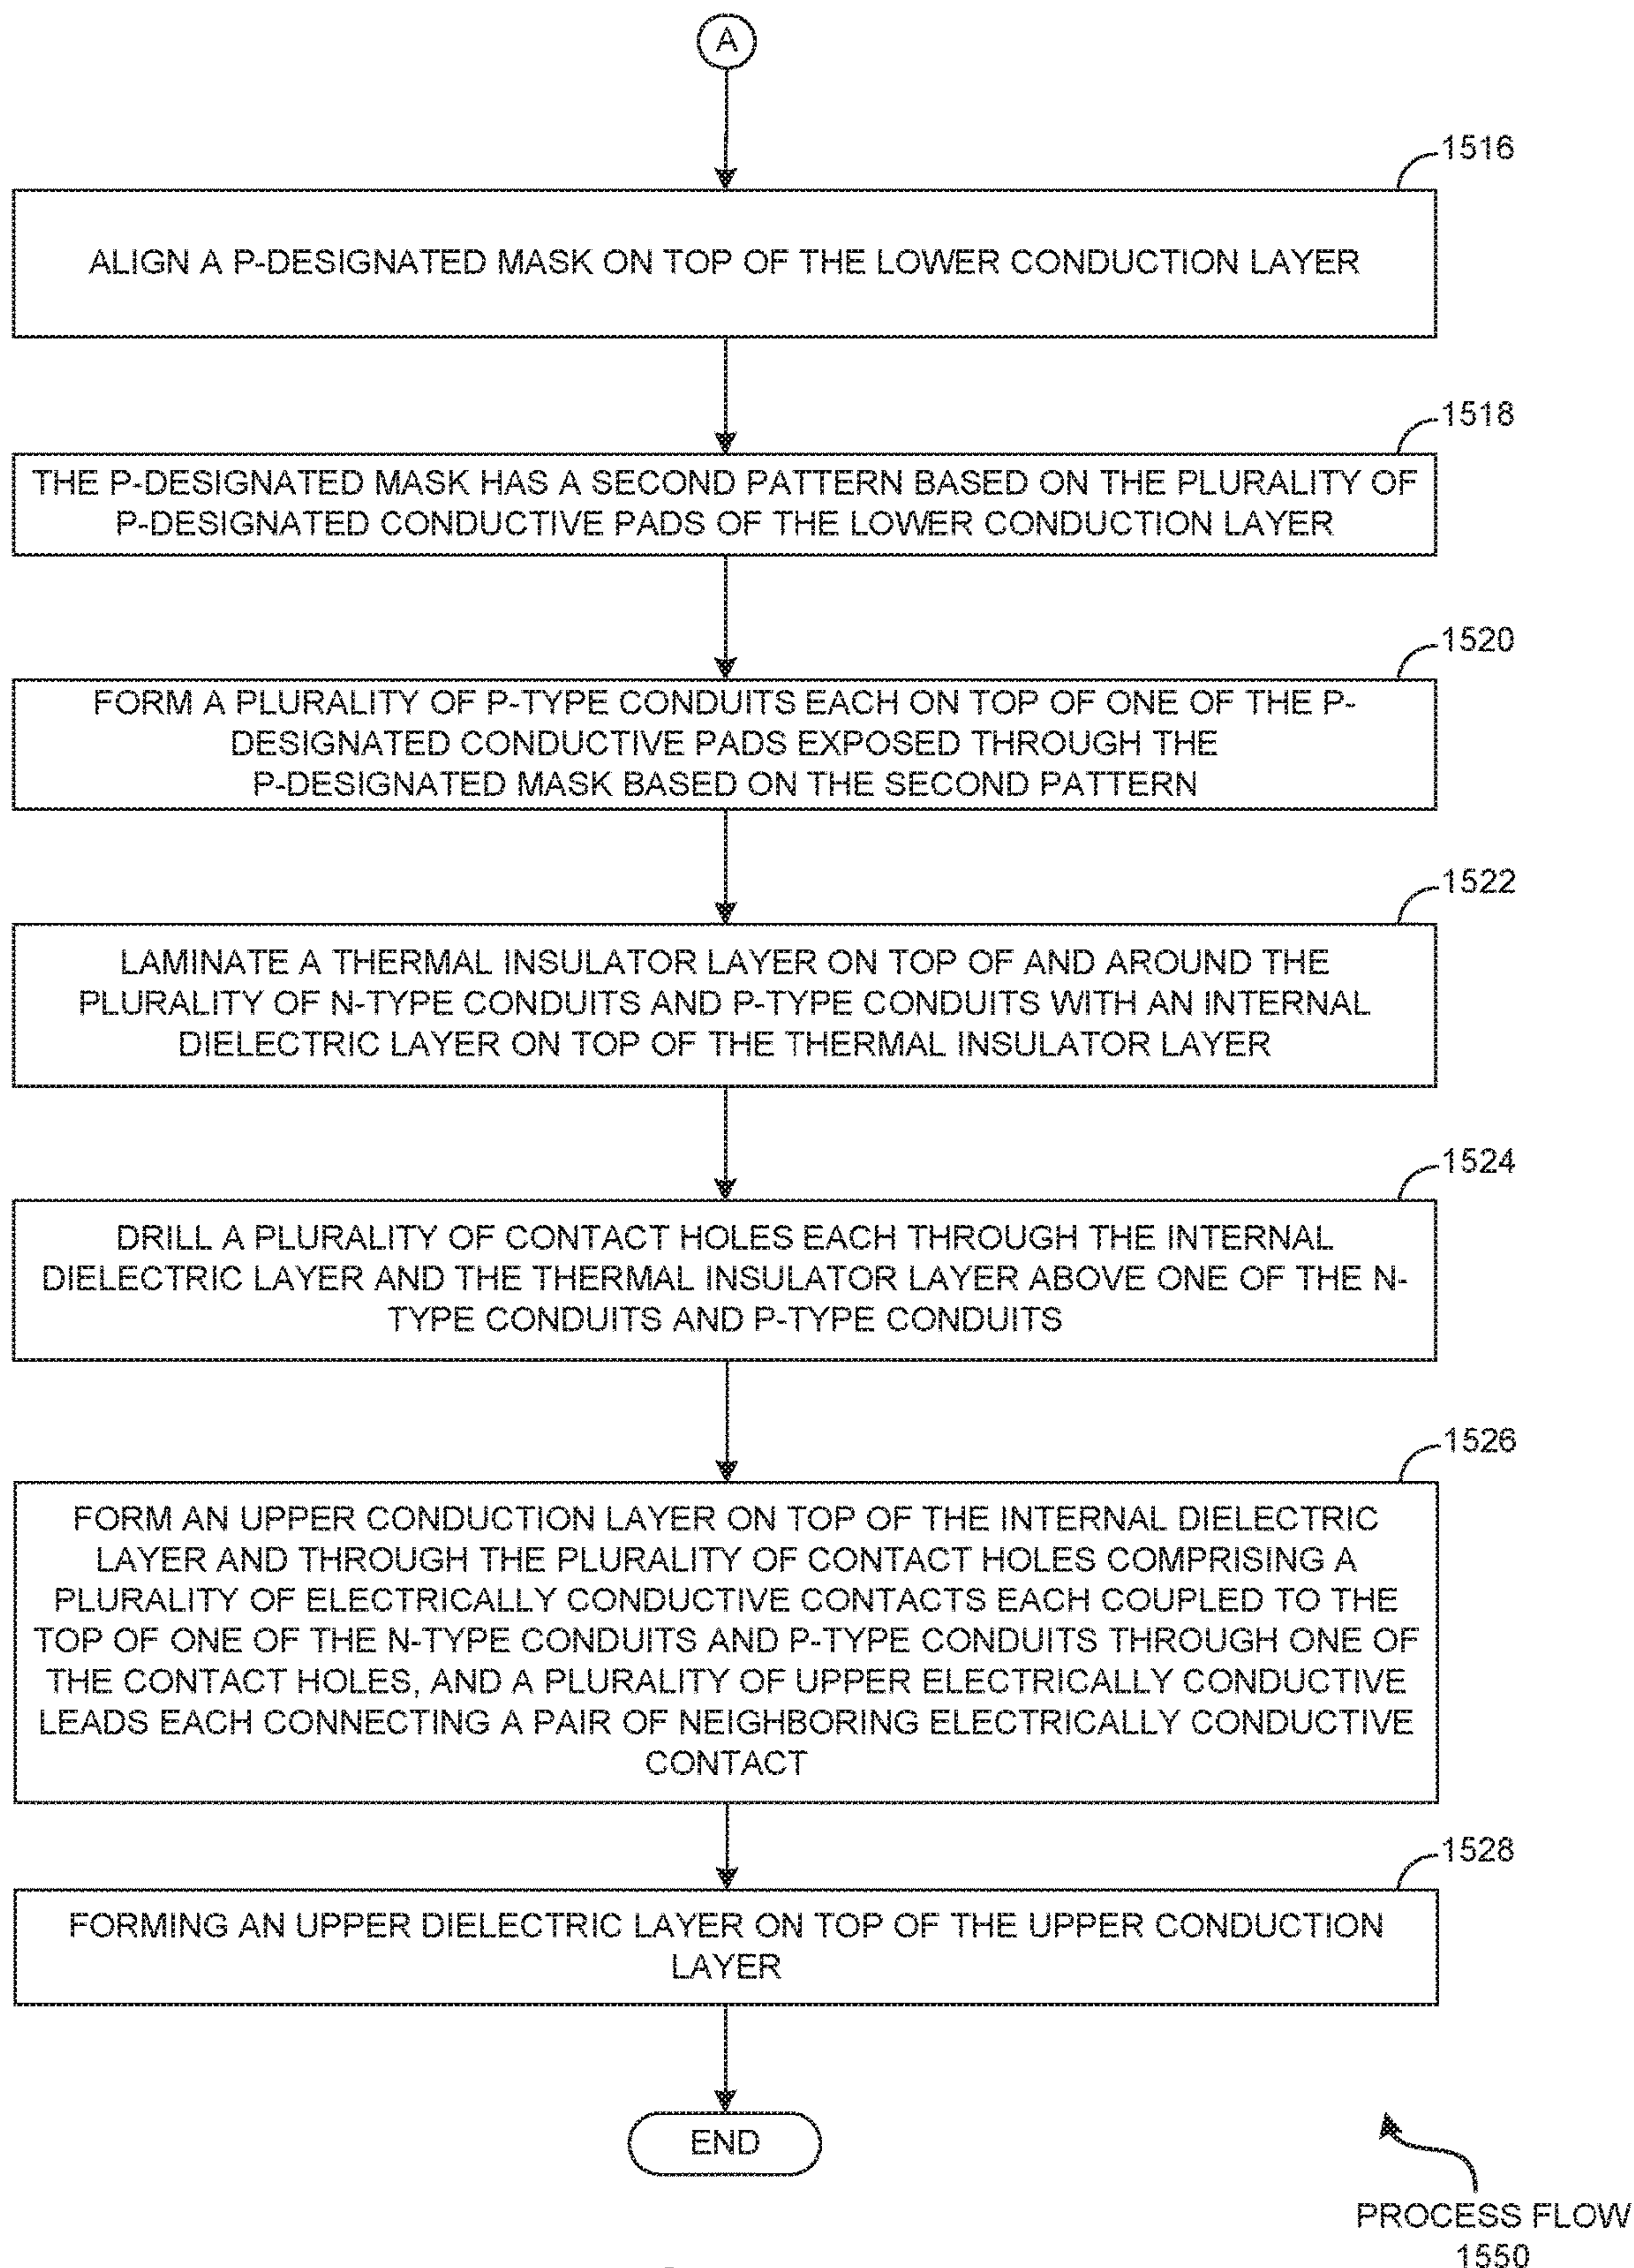 A
1516
ALIGN A P-DESIGNATED MASK ON TOP OF THE LOWER CONDUCTION LAYER
1518
THE P-DESIGNATED MASK HAS A SECOND PATTERN BASED ON THE PLURALITY OF
P-DESIGNATED CONDUCTIVE PADS OF THE LOWER CONDUCTION LAYER
1520
FORM A PLURALITY OF P-TYPE CONDUITS EACH ON TOP OF ONE OF THE P-
DESIGNATED CONDUCTIVE PADS EXPOSED THROUGH THE
P-DESIGNATED MASK BASED ON THE SECOND PATTERN
1522
LAMINATE A THERMAL INSULATOR LAYER ON TOP OF AND AROUND THE
PLURALITY OF N-TYPE CONDUITS AND P-TYPE CONDUITS WITH AN INTERNAL
DIELECTRIC LAYER ON TOP OF THE THERMAL INSULATOR LAYER
1524
DRILL A PLURALITY OF CONTACT HOLES EACH THROUGH THE INTERNAL
DIELECTRIC LAYER AND THE THERMAL INSULATOR LAYER ABOVE ONE OF THE N-
TYPE CONDUITS AND P-TYPE CONDUITS
1526
FORM AN UPPER CONDUCTION LAYER ON TOP OF THE INTERNAL DIELECTRIC
LAYER AND THROUGH THE PLURALITY OF CONTACT HOLES COMPRISING A
PLURALITY OF ELECTRICALLY CONDUCTIVE CONTACTS EACH COUPLED TO THE
TOP OF ONE OF THE N-TYPE CONDUITS AND P-TYPE CONDUITS THROUGH ONE OF
THE CONTACT HOLES, AND A PLURALITY OF UPPER ELECTRICALLY CONDUCTIVE
LEADS EACH CONNECTING A PAIR OF NEIGHBORING ELECTRICALLY CONDUCTIVE
CONTACT
1528
FORMING AN UPPER DIELECTRIC LAYER ON TOP OF THE UPPER CONDUCTION
LAYER
END
PROCESS FLOW
1550